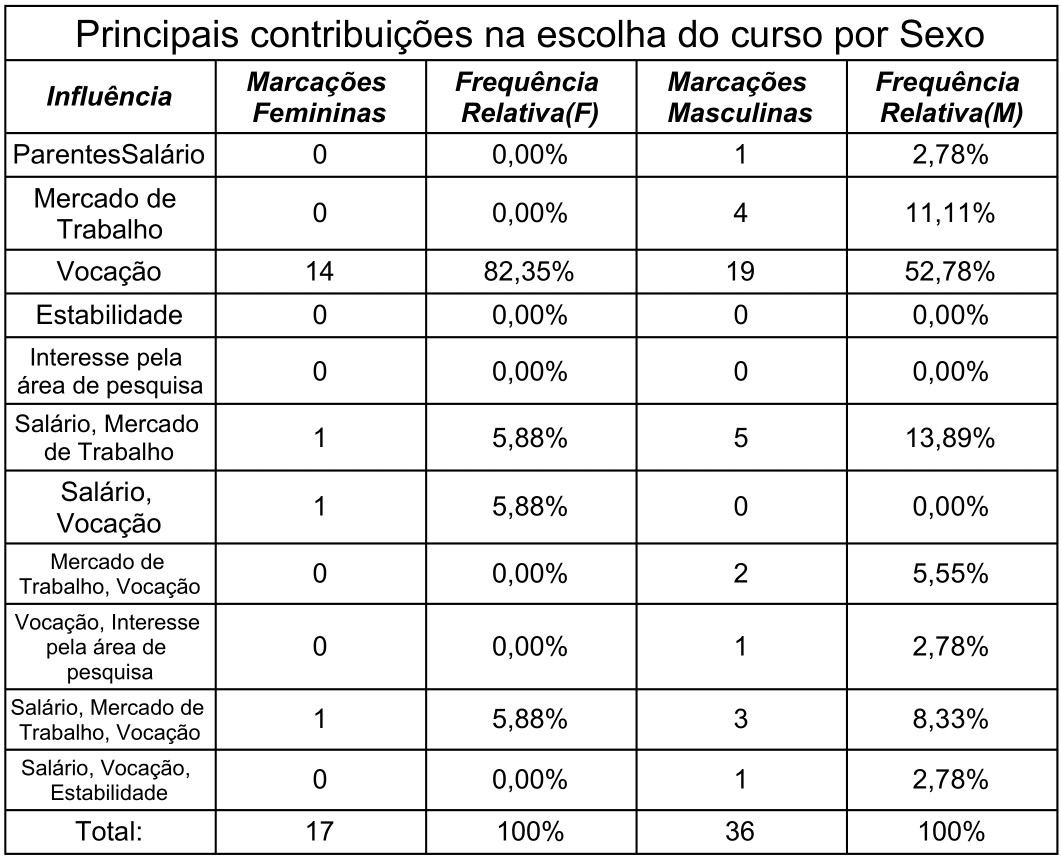 Principais contribuições na escolha do curso por Sexo
Influência Marcações Femininas Frequência Relativa(F) Marcações Masculinas Frequência Relativa(M)
ParentesSalário 0 0,00% 1 2,78%
Mercado de Trabalho 0 0,00% 4 11,11%
Vocação 14 82,35% 19 52,78%
Estabilidade 0 0,00% 0 0,00%
Interesse pela área de pesquisa 0 0,00% 0 0,00%
Salário, Mercado de Trabalho 1 5,88% 5 13,89%
Salário, Vocação 1 5,88% 0 0,00%
Mercado de Trabalho, Vocação 0 0,00% 2 5,55%
Vocação, Interesse pela área de pesquisa 0 0,00% 1 2,78%
Salário, Mercado de Trabalho, Vocação 1 5,88% 3 8,33%
Salário, Vocação, Estabilidade 0 0,00% 1 2,78%
Total: 17 100% 36 100%